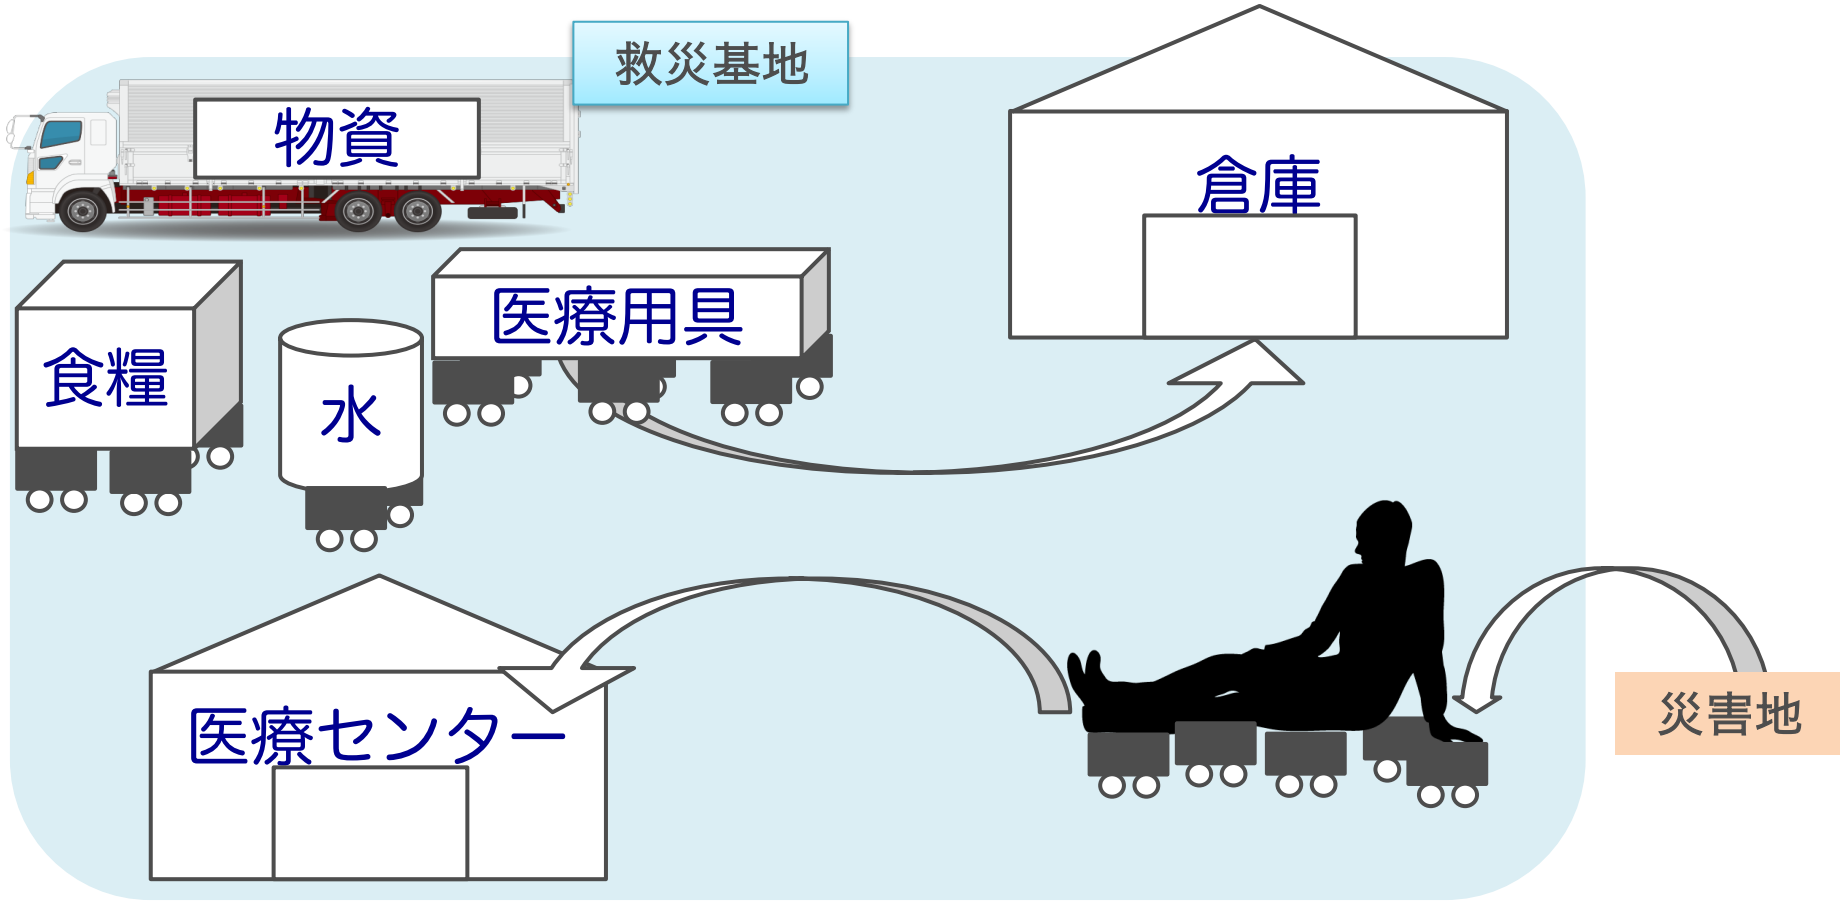 救災基地
物資
倉庫
医療用具
食糧
水
医療センター
災害地